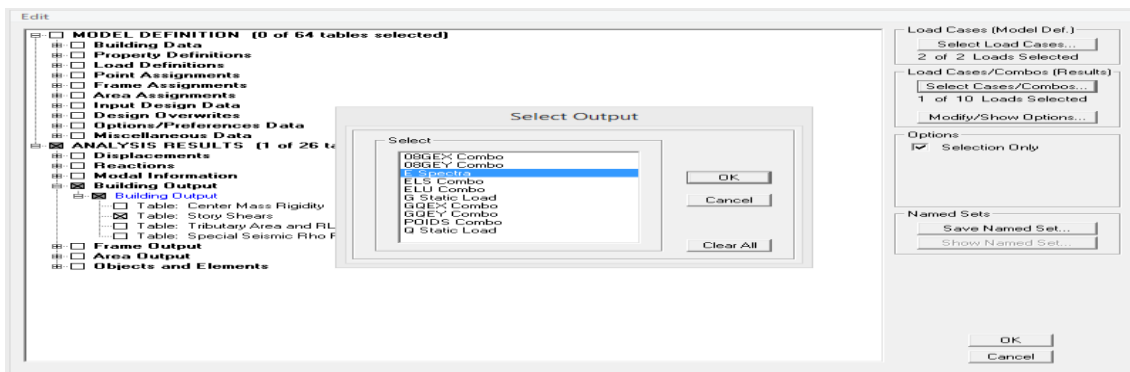 Edit
MODEL DEFINITION (0 of 64 tables selected)
Building Data
Property Definitions
Load Definitions
Point Assignments
Frame Assignments
Area Assignments
Input Design Data
Design Overwrites
Options/Preferences Data
Miscellaneous Data
ANALYSIS RESULTS (1 of 26 ta
Displacements
Reactions
Modal Information
Building Output
Building Output
Table: Center Mass Rigidity
Table: Story Shears
Table: Tributary Area and RL
Table: Special Seismic Rho F
Frame Output
Area Output
Objects and Elements
Select Output
Select
08GEX Combo
08GEY Combo
E Spectra
ELS Combo
ELU Combo
G Static Load
GQEX Combo
GQEY Combo
POIDS Combo
Q Static Load
OK
Cancel
Clear All
Load Cases (Model Def.)
Select Load Cases...
2 of 2 Loads Selected
Load Cases/Combos (Results)
Select Cases/Combos...
1 of 10 Loads Selected
Modify/Show Options...
Options
Selection Only
Named Sets
Save Named Set...
Show Named Set...
OK
Cancel